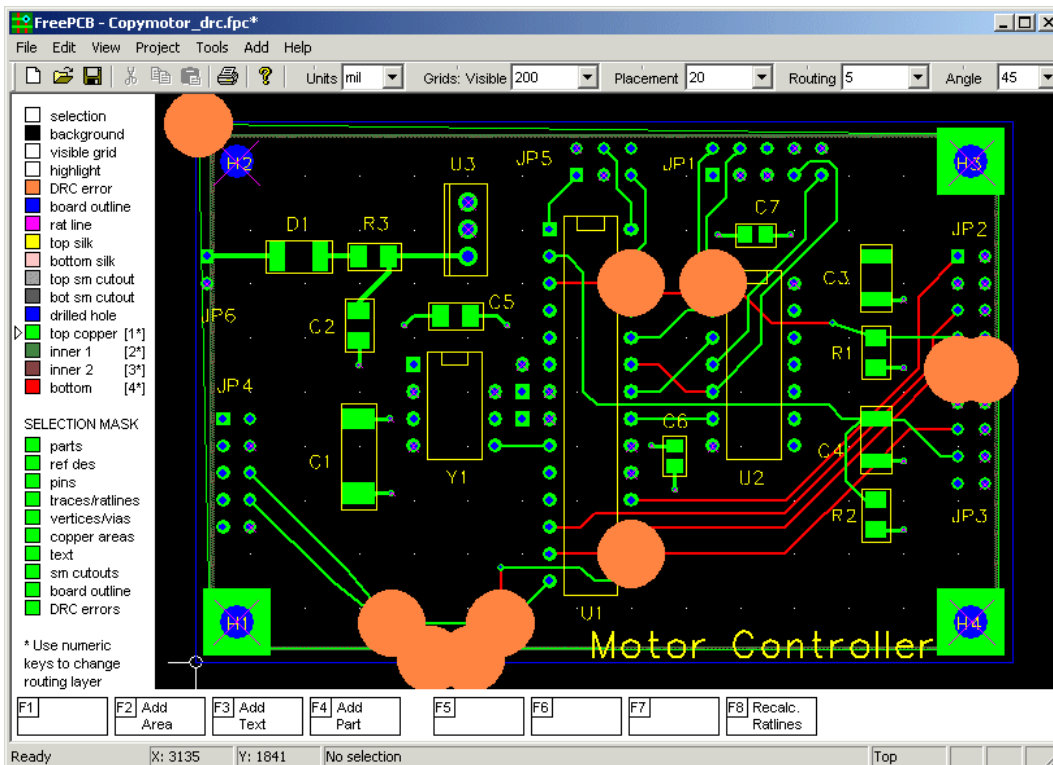 FreePCB - Copymotor_drc.fpc*
File Edit View Project Tools Add Help
Units mil Grids: Visible 200 Placement 20 Routing 5 Angle 45
selection
background
visible grid
highlight
DRC error
board outline
rat line
top silk
bottom silk
top sm cutout
bot sm cutout
drilled hole
top copper [1*]
inner 1 [2*]
inner 2 [3*]
bottom [4*]
SELECTION MASK
parts
ref des
pins
traces/ratlines
vertices/vias
copper areas
text
sm cutouts
board outline
DRC errors
* Use numeric
keys to change
routing layer
H2
U3
JP5
JP1
H3
D1
R3
C7
JP2
C3
JP6
C2
C5
R1
JP4
C1
Y1
C6
U2
C4
R2
JP3
H1
U1
H4
Motor Controller
F1
F2 Add
Area
F3 Add
Text
F4 Add
Part
F5
F6
F7
F8 Recalc.
Ratlines
Ready X: 3135 Y: 1841 No selection Top